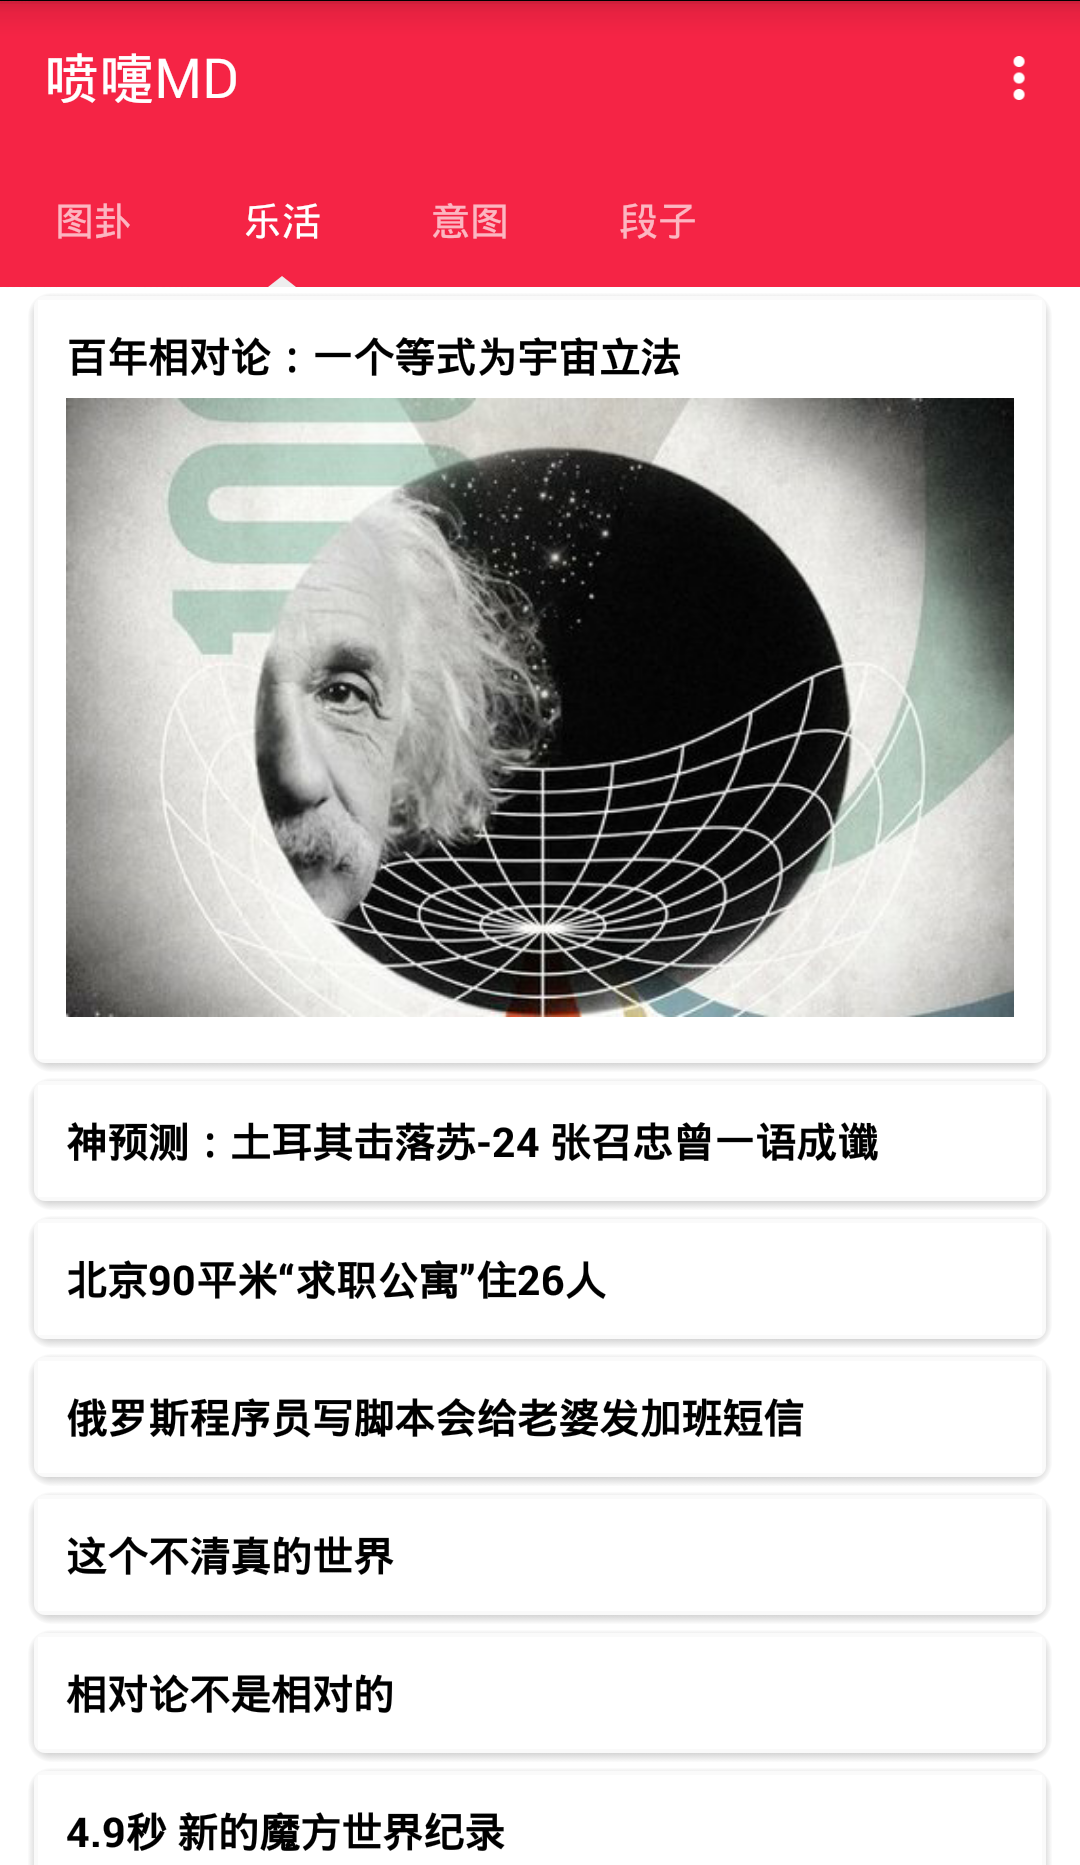 喷嚏MD
图卦 乐活 意图 段子
百年相对论：一个等式为宇宙立法
100
神预测：土耳其击落苏-24 张召忠曾一语成谶
北京90平米“求职公寓”住26人
俄罗斯程序员写脚本会给老婆发加班短信
这个不清真的世界
相对论不是相对的
4.9秒 新的魔方世界纪录